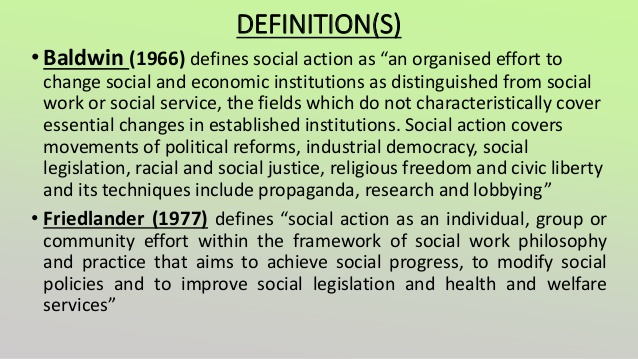 DEFINITION(S)
• Baldwin (1966) defines social action as “an organised effort to
change social and economic institutions as distinguished from social
work or social service, the fields which do not characteristically cover
essential changes in established institutions. Social action covers
movements of political reforms, industrial democracy, social
legislation, racial and social justice, religious freedom and civic liberty
and its techniques include propaganda, research and lobbying”
• Friedlander (1977) defines “social action as an individual, group or
community effort within the framework of social work philosophy
and practice that aims to achieve social progress, to modify social
policies and to improve social legislation and health and welfare
services”